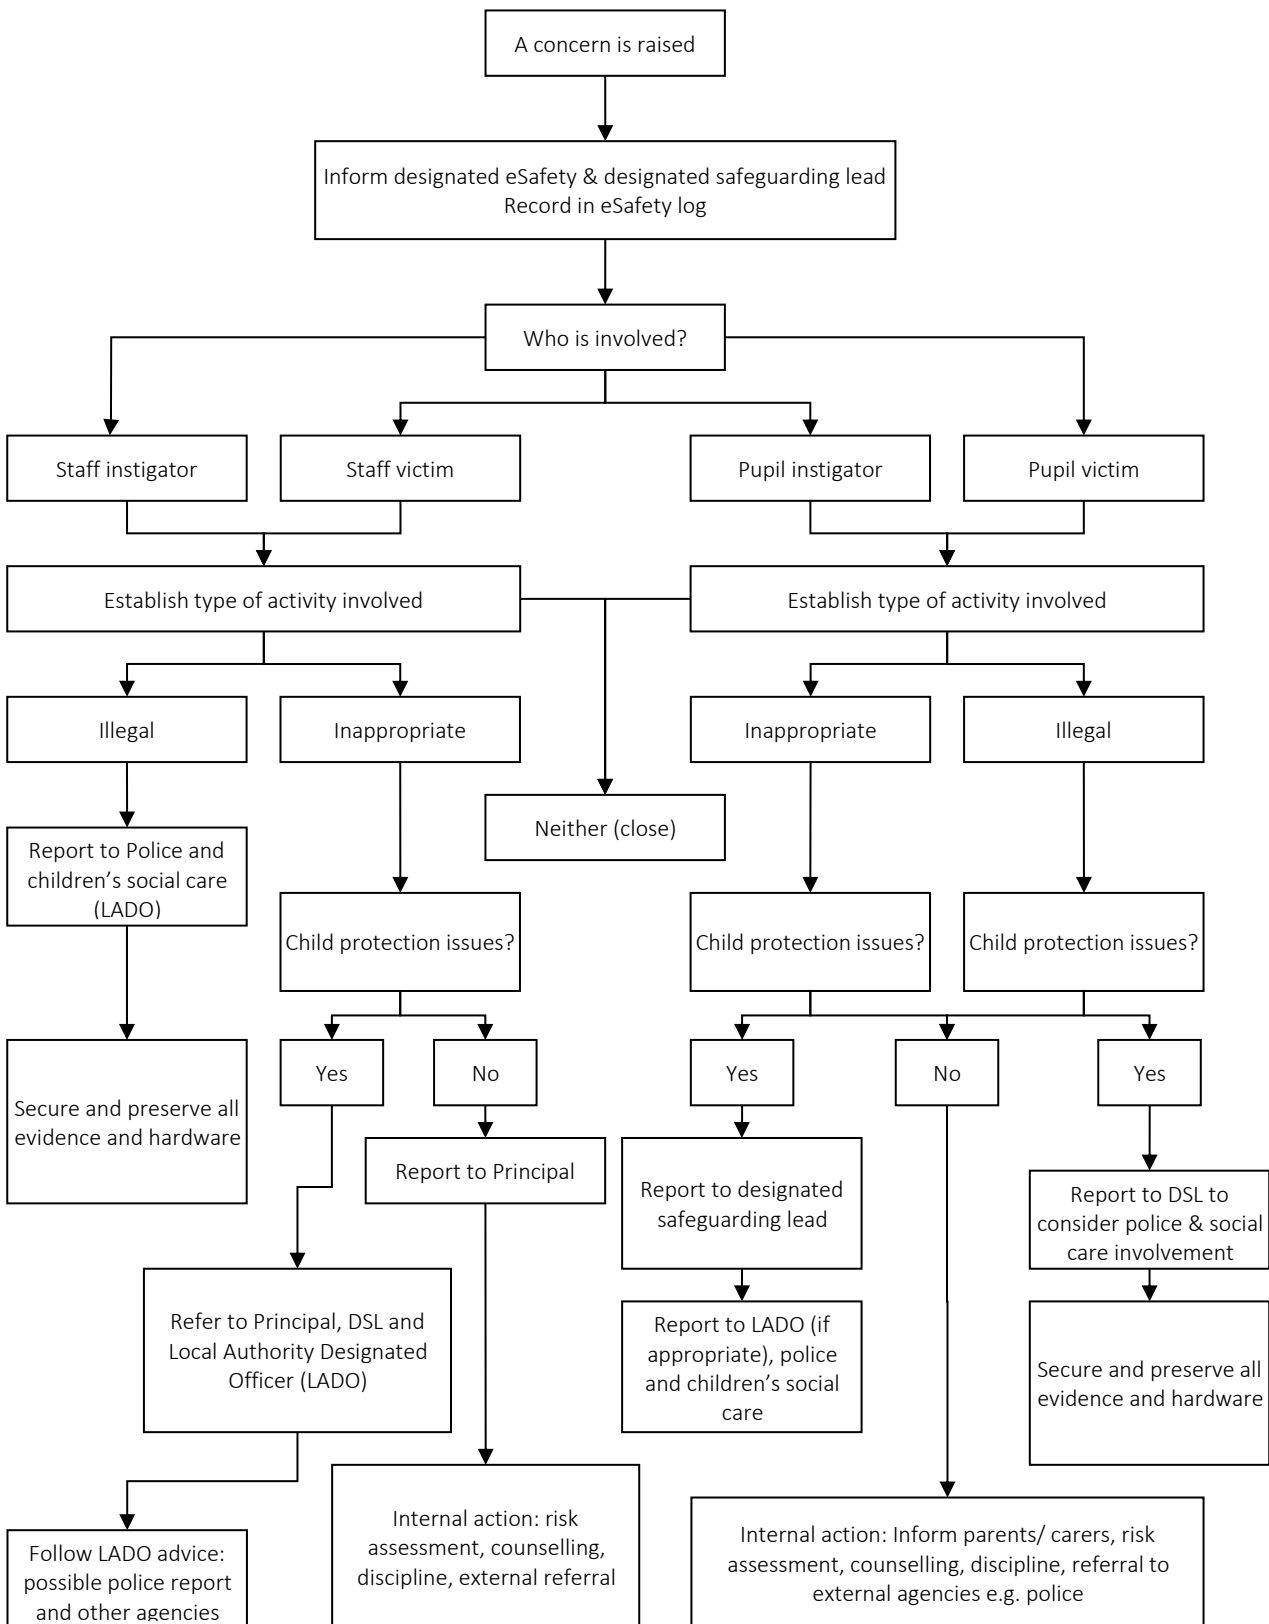 A concern is raised
Inform designated eSafety & designated safeguarding lead
Record in eSafety log
Who is involved?
Staff instigator
Staff victim
Pupil instigator
Pupil victim
Establish type of activity involved
Establish type of activity involved
Illegal
Inappropriate
Inappropriate
Illegal
Neither (close)
Report to Police and
children’s social care
(LADO)
Child protection issues?
Child protection issues?
Child protection issues?
Secure and preserve all
evidence and hardware
Yes
No
Yes
No
Yes
Report to Principal
Report to designated
safeguarding lead
Report to DSL to
consider police & social
care involvement
Refer to Principal, DSL and
Local Authority Designated
Officer (LADO)
Report to LADO (if
appropriate), police
and children’s social
care
Secure and preserve all
evidence and hardware
Internal action: risk
assessment, counselling,
discipline, external referral
Internal action: Inform parents/ carers, risk
assessment, counselling, discipline, referral to
external agencies e.g. police
Follow LADO advice:
possible police report
and other agencies